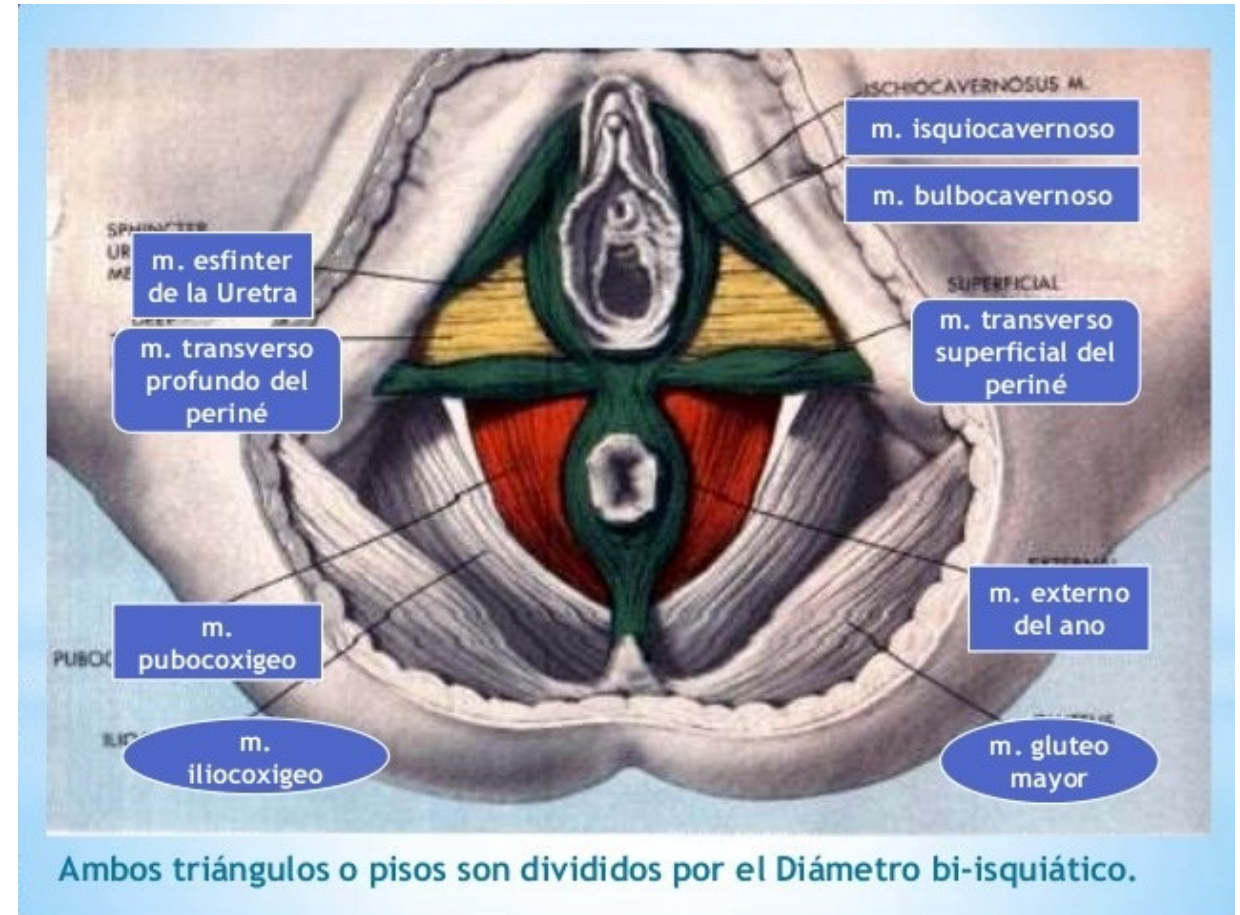 ISCHIOCAVERNOSUS M.
m. isquiocavernoso
m. bulbocavernoso
SPHINCTER
UR
ME
m. esfinter
de la Uretra
SUPERFICIAL
DEEP
m. transverso
profundo del
periné
m. transverso
superficial del
periné
EXTERNAL
m. externo
del ano
m.
pubocoxigeo
PUBOC
ILIO
m.
iliocoxigeo
m. gluteo
mayor
Ambos triángulos o pisos son divididos por el Diámetro bi-isquiático.